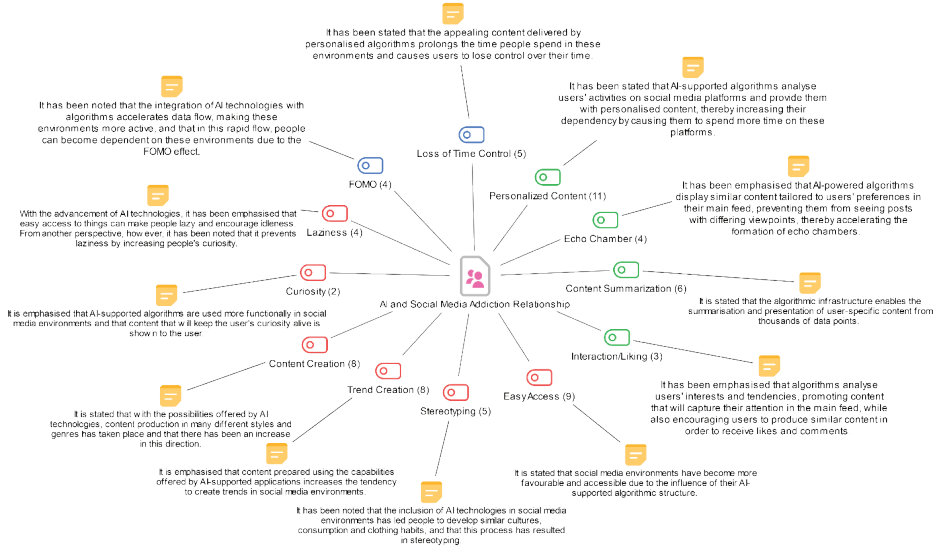 It has been stated that the appealing content delivered by
personalised algorithms prolongs the time people spend in these
environments and causes users to lose control over their time.
Loss of Time Control (5)
It has been stated that AI-supported algorithms analyse
users' activities on social media platforms and provide them
with personalised content, thereby increasing their
dependency by causing them to spend more time on these
platforms.
Personalized Content (11)
It has been noted that the integration of AI technologies with
algorithms accelerates data flow, making these
environments more active, and that in this rapid flow, people
can become dependent on these environments due to the
FOMO effect.
FOMO (4)
It has been emphasised that AI-powered algorithms
display similar content tailored to users' preferences in
their main feed, preventing them from seeing posts
with differing viewpoints, thereby accelerating the
formation of echo chambers.
Echo Chamber (4)
With the advancement of AI technologies, it has been emphasised that
easy access to things can make people lazy and encourage idleness.
From another perspective, how ever, it has been noted that it prevents
laziness by increasing people's curiosity.
Laziness (4)
Content Summarization (6)
It is stated that the algorithmic infrastructure enables the
summarisation and presentation of user-specific content from
thousands of data points.
Curiosity (2)
It is emphasised that AI-supported algorithms are used more functionally in social
media environments and that content that will keep the user's curiosity alive is
shown to the user
AI and Social Media Addiction Relationship
Interaction/Liking (3)
It has been emphasised that algorithms analyse
users' interests and tendencies, promoting content
that will capture their attention in the main feed, while
also encouraging users to produce similar content in
order to receive likes and comments.
Content Creation (8)
It is stated that with the possibilities offered by AI
technologies, content production in many different styles and
genres has taken place and that there has been an increase
in this direction.
Trend Creation (8)
It is emphasised that content prepared using the capabilities
offered by AI-supported applications increases the tendency
to create trends in social media environments.
Stereotyping (5)
It has been noted that the inclusion of AI technologies in social media
environments has led people to develop similar cultures,
consumption and clothing habits, and that this process has resulted
in stereotyping.
Easy Access (9)
It is stated that social media environments have become more
favourable and accessible due to the influence of their AI-
supported algorithmic structure.